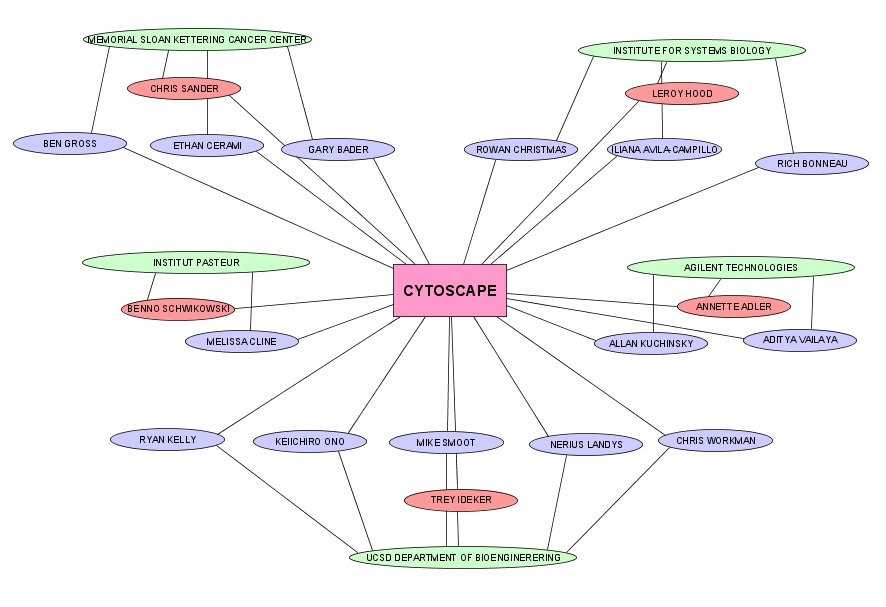 MEMORIAL SLOAN KETTERING CANCER CENTER
INSTITUTE FOR SYSTEMS BIOLOGY
CHRIS SANDER
LEROY HOOD
BEN GROSS
ETHAN CERAMI
GARY BADER
ROWAN CHRISTMAS
ILIANA AVILA-CAMPILLO
RICH BONNEAU
INSTITUT PASTEUR
AGILENT TECHNOLOGIES
CYTOSCAPE
BENNO SCHWIKOWSKI
ANNETTE ADLER
MELISSA CLINE
ALLAN KUCHINSKY
ADITYA VAILAYA
RYAN KELLY
KEIICHIRO ONO
MIKE SMOOT
NERIUS LANDYS
CHRIS WORKMAN
TREY IDEKER
UCSD DEPARTMENT OF BIOENGINERERING